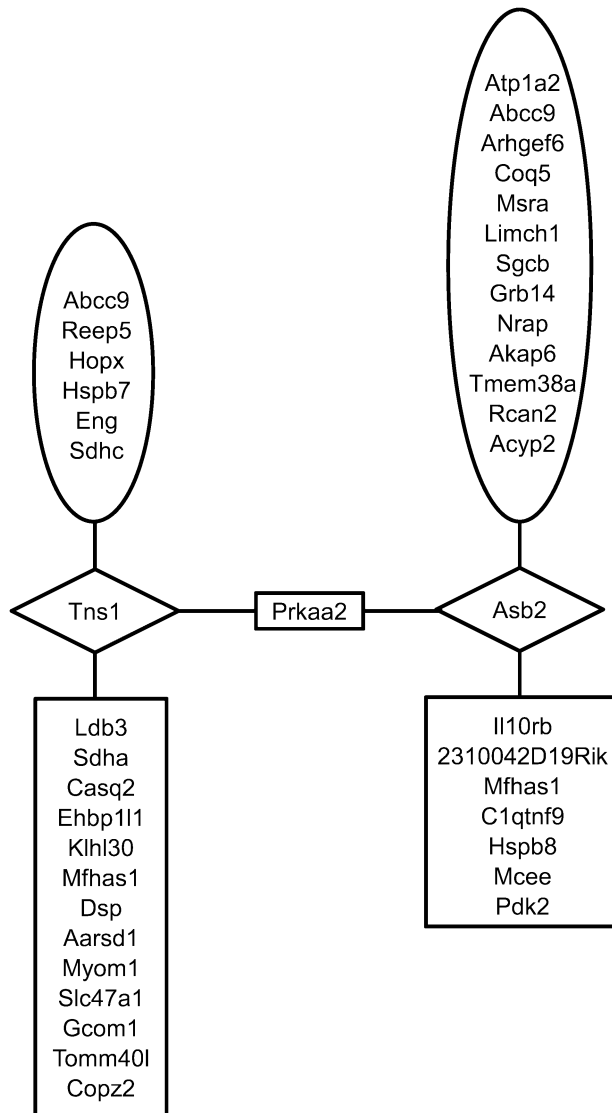 Atp1a2
Abcc9
Arhgef6
Coq5
Msra
Limch1
Sgcb
Grb14
Nrap
Akap6
Tmem38a
Rcan2
Acyp2
Abcc9
Reep5
Hopx
Hspb7
Eng
Sdhc
Tns1
Prkaa2
Asb2
Ldb3
Sdha
Casq2
Ehbp1l1
Klhl30
Mfhas1
Dsp
Aarsd1
Myom1
Slc47a1
Gcom1
Tomm40l
Copz2
Il10rb
2310042D19Rik
Mfhas1
C1qtnf9
Hspb8
Mcee
Pdk2